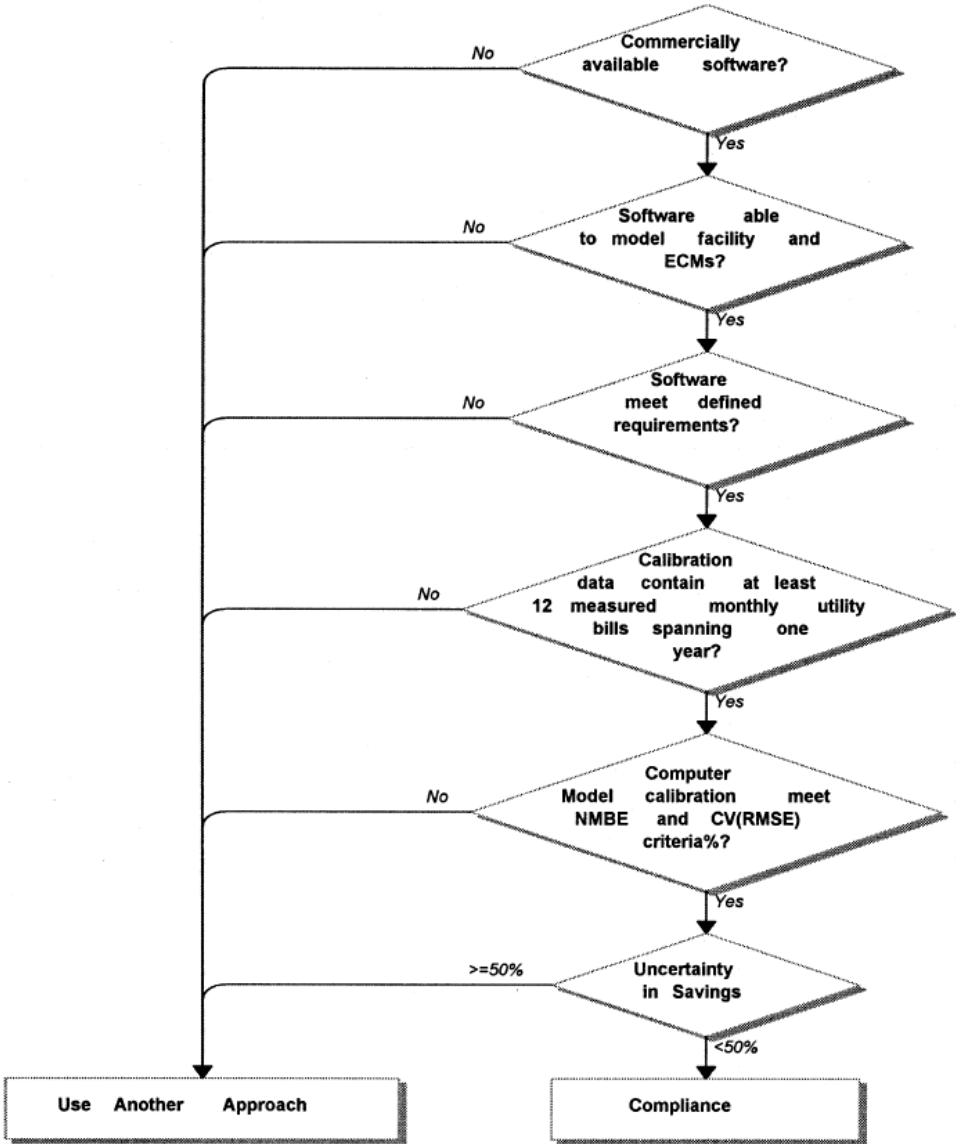 Commercially
No
available software?
Yes
Software able
No
to model facility and
ECMs?
Yes
Software
No
meet defined
requirements?
Yes
Calibration
data contain at least
No
12 measured monthly utility
bills spanning one
year?
Yes
Computer
No
Model calibration meet
NMBE and CV(RMSE)
criteria%?
Yes
>=50%
Uncertainty
in Savings
<50%
Use Another Approach
Compliance